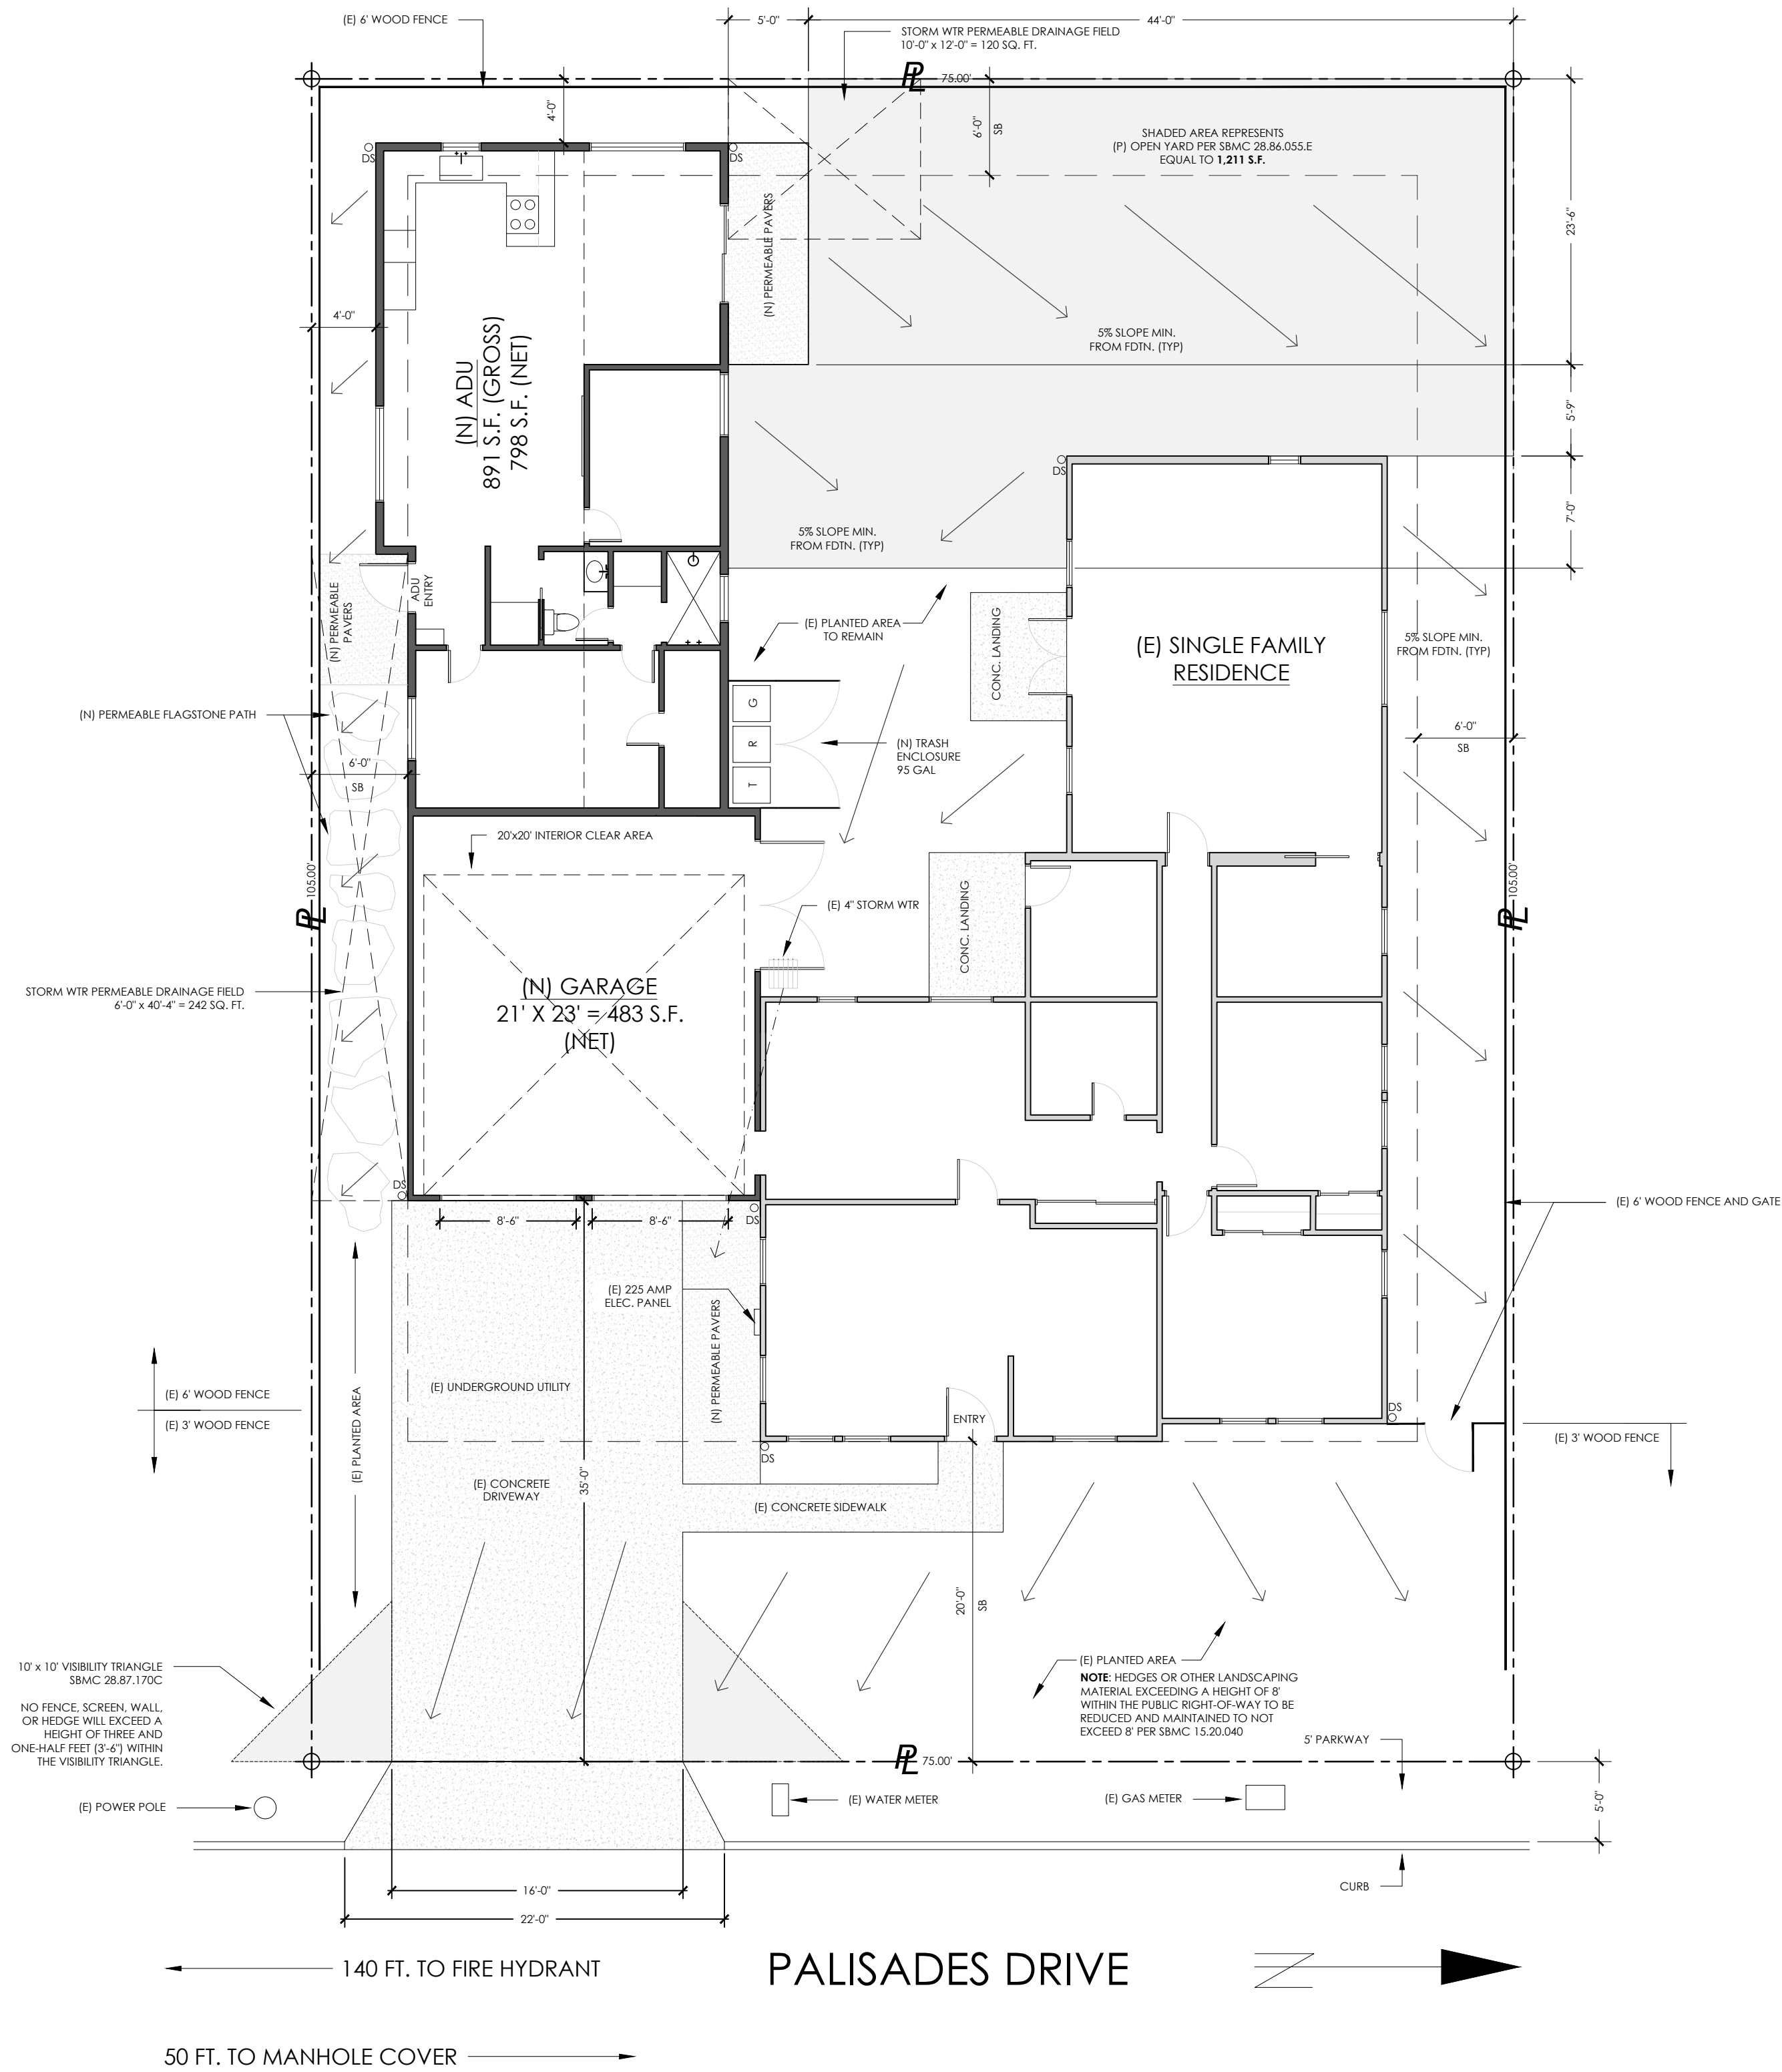 (E) 6' WOOD FENCE
5'-0"
44'-0"
STORM WTR PERMEABLE DRAINAGE FIELD
10'-0" x 12'-0" = 120 SQ. FT.
PL 75.00'
4'-0"
6'-0"
SB
SHADED AREA REPRESENTS
(P) OPEN YARD PER SBMC 28.86.055.E
EQUAL TO 1,211 S.F.
DS
DS
(N) PERMEABLE PAVERS
23'-6"
4'-0"
(N) ADU
891 S.F. (GROSS)
798 S.F. (NET)
5% SLOPE MIN.
FROM FDTN. (TYP)
5'-9"
DS
7'-0"
5% SLOPE MIN.
FROM FDTN. (TYP)
(N) PERMEABLE
PAVERS
ADU
ENTRY
(E) PLANTED AREA
TO REMAIN
CONC. LANDING
(E) SINGLE FAMILY
RESIDENCE
5% SLOPE MIN.
FROM FDTN. (TYP)
(N) PERMEABLE FLAGSTONE PATH
G
R
T
(N) TRASH
ENCLOSURE
95 GAL
6'-0"
SB
6'-0"
SB
20'x20' INTERIOR CLEAR AREA
105.00'
PL
105.00'
PL
(E) 4" STORM WTR
CONC. LANDING
STORM WTR PERMEABLE DRAINAGE FIELD
6'-0" x 40'-4" = 242 SQ. FT.
(N) GARAGE
21' X 23' = 483 S.F.
(NET)
DS
8'-6"
8'-6"
DS
(E) 6' WOOD FENCE AND GATE
(E) 225 AMP
ELEC. PANEL
(N) PERMEABLE PAVERS
(E) UNDERGROUND UTILITY
(E) 6' WOOD FENCE
(E) 3' WOOD FENCE
(E) PLANTED AREA
ENTRY
DS
DS
(E) 3' WOOD FENCE
(E) CONCRETE
DRIVEWAY
35'-0"
(E) CONCRETE SIDEWALK
20'-0"
SB
10' x 10' VISIBILITY TRIANGLE
SBMC 28.87.170C
NO FENCE, SCREEN, WALL,
OR HEDGE WILL EXCEED A
HEIGHT OF THREE AND
ONE-HALF FEET (3'-6") WITHIN
THE VISIBILITY TRIANGLE.
(E) PLANTED AREA
NOTE: HEDGES OR OTHER LANDSCAPING
MATERIAL EXCEEDING A HEIGHT OF 8'
WITHIN THE PUBLIC RIGHT-OF-WAY TO BE
REDUCED AND MAINTAINED TO NOT
EXCEED 8' PER SBMC 15.20.040
5' PARKWAY
PL 75.00'
(E) POWER POLE
(E) WATER METER
(E) GAS METER
5'-0"
CURB
16'-0"
22'-0"
140 FT. TO FIRE HYDRANT
PALISADES DRIVE
N
50 FT. TO MANHOLE COVER